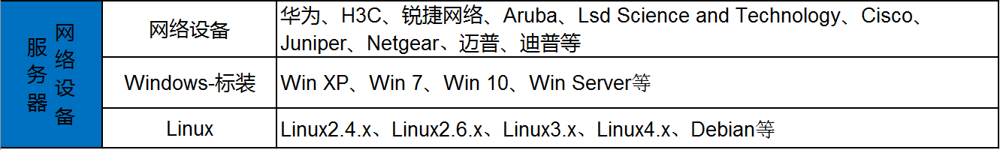 网络设备
服务器
网络设备
华为、H3C、锐捷网络、Aruba、Lsd Science and Technology、Cisco、
Juniper、Netgear、迈普、迪普等
Windows-标装
Win XP、Win 7、Win 10、Win Server等
Linux
Linux2.4.x、Linux2.6.x、Linux3.x、Linux4.x、Debian等